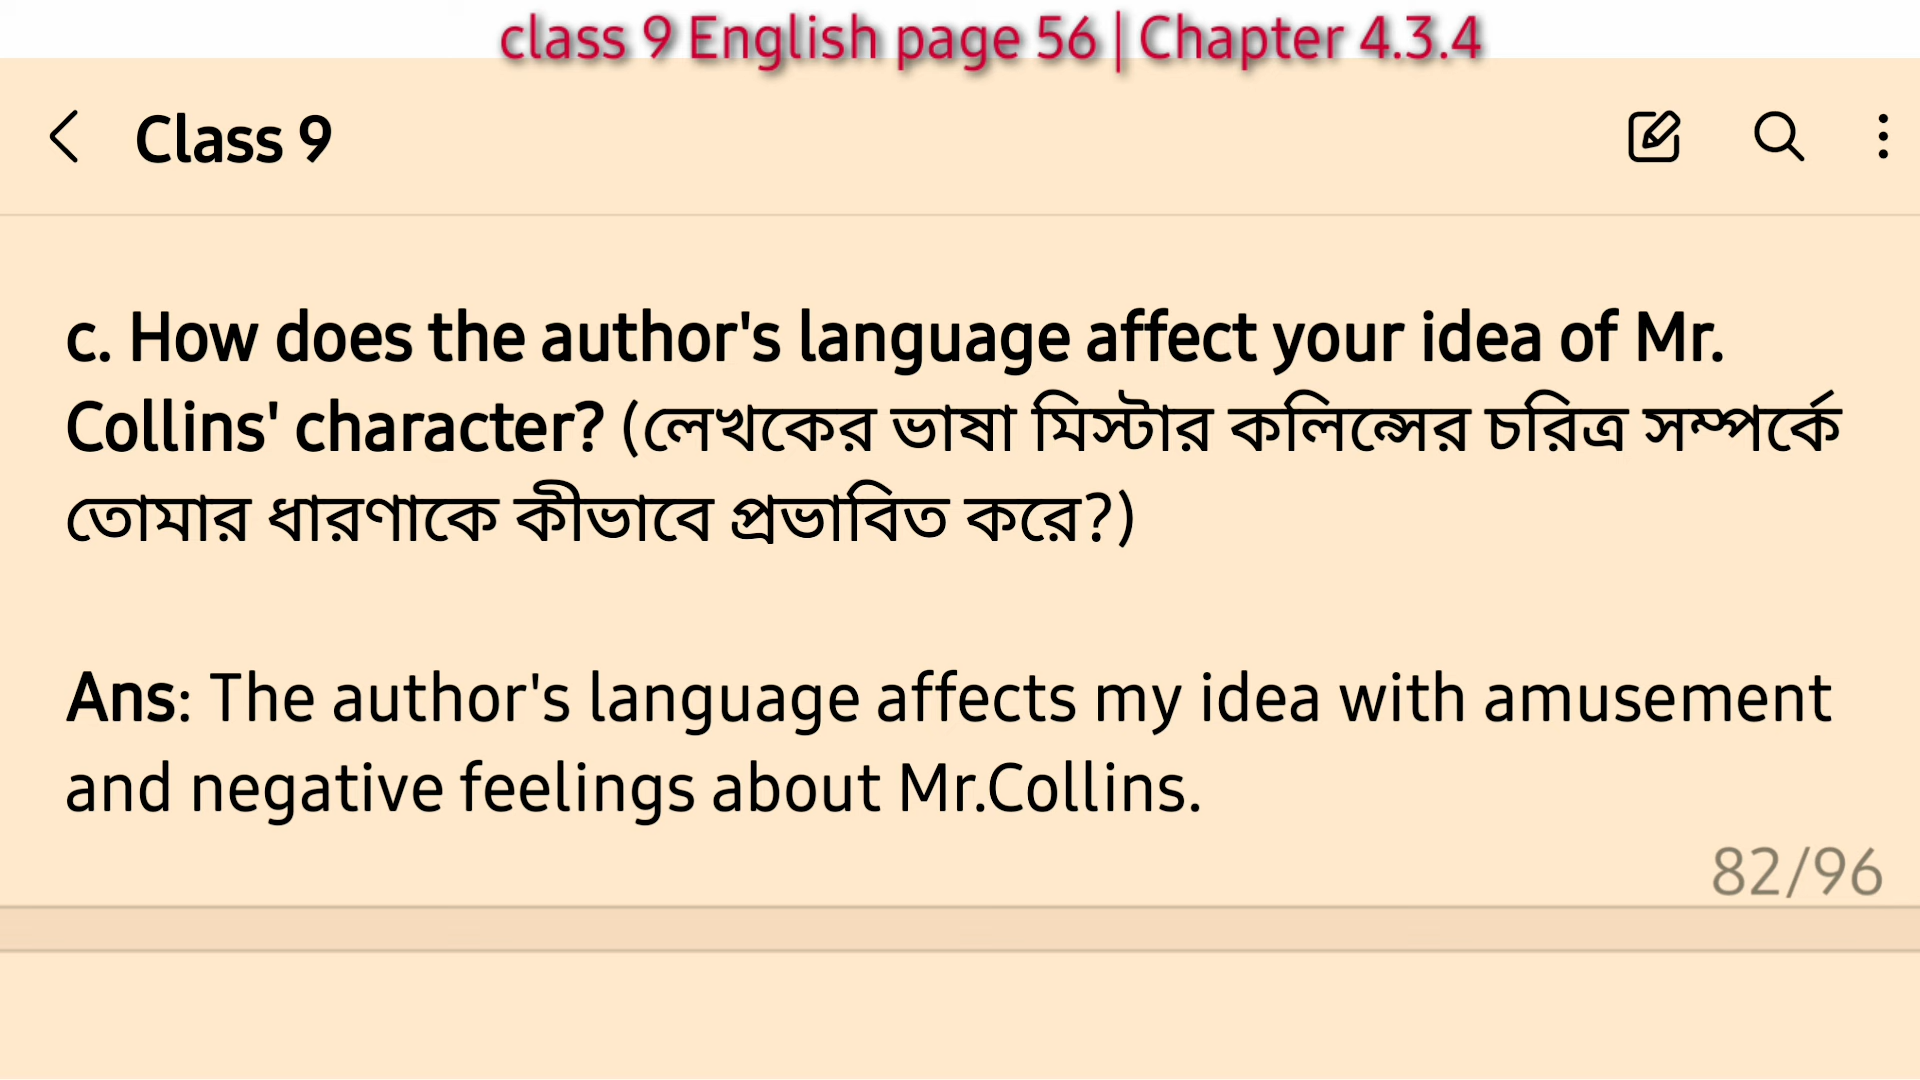 class 9 English page 56 | Chapter 4.3.4
Class 9
c. How does the author's language affect your idea of Mr.
Collins' character? (লেখকের ভাষা মিস্টার কলিন্সের চরিত্র সম্পর্কে
তোমার ধারণাকে কীভাবে প্রভাবিত করে?)
Ans: The author's language affects my idea with amusement
and negative feelings about Mr.Collins.
82/96